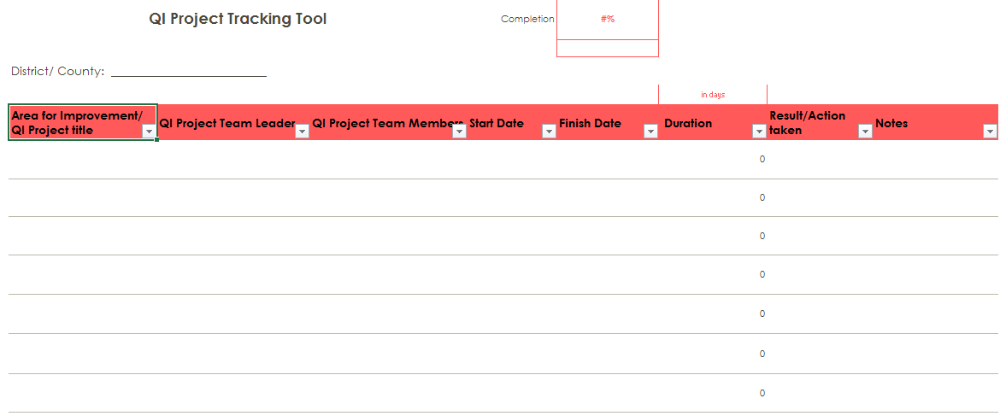 QI Project Tracking Tool
Completion #%
District/ County: ____________________
in days
Area for Improvement/
QI Project title
QI Project Team Leader
QI Project Team Members
Start Date
Finish Date
Duration
Result/Action
taken
Notes
0
0
0
0
0
0
0